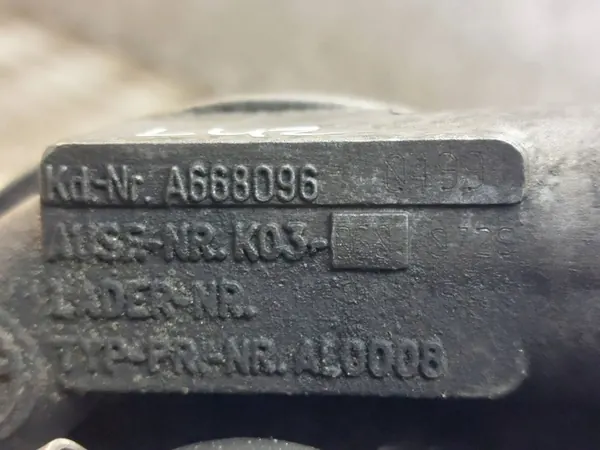 Kd.-Nr. A668096
AUSF-NR. K03-
LADER-NR.
TYP-PR.-NR. AL0008